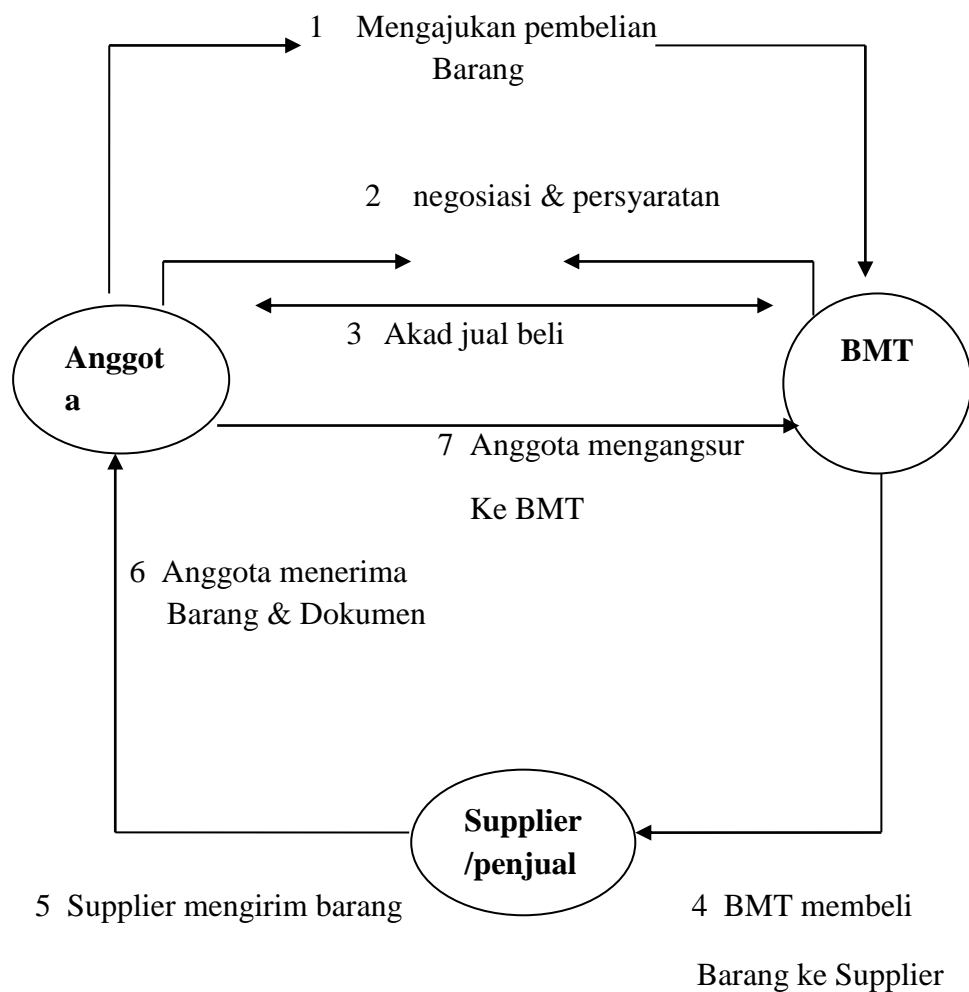 1 Mengajukan pembelian
Barang
2 negosiasi & persyaratan
3 Akad jual beli
Anggot
a
BMT
7 Anggota mengangsur
Ke BMT
6 Anggota menerima
Barang & Dokumen
Supplier
/penjual
5 Supplier mengirim barang
4 BMT membeli
Barang ke Supplier